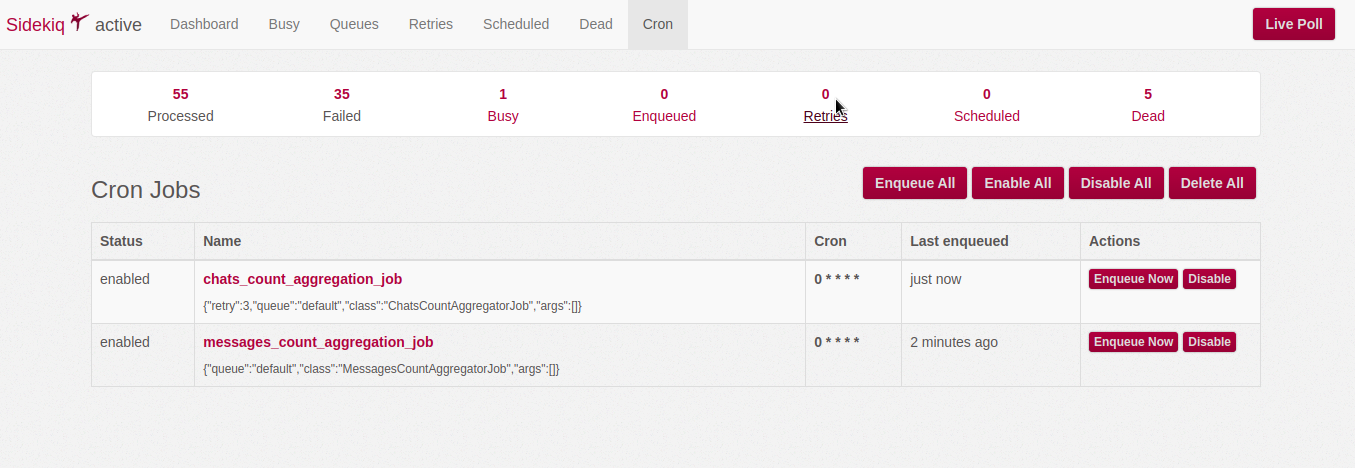 Sidekiq active Dashboard Busy Queues Retries Scheduled Dead Cron Live Poll
55 35 1 0 0 0 5
Processed Failed Busy Enqueued Retries Scheduled Dead
Cron Jobs Enqueue All Enable All Disable All Delete All
Status Name Cron Last enqueued Actions
enabled chats_count_aggregation_job 0 * * * * just now Enqueue Now Disable
{"retry":3,"queue":"default","class":"ChatsCountAggregatorJob","args":[]}
enabled messages_count_aggregation_job 0 * * * * 2 minutes ago Enqueue Now Disable
{"queue":"default","class":"MessagesCountAggregatorJob","args":[]}